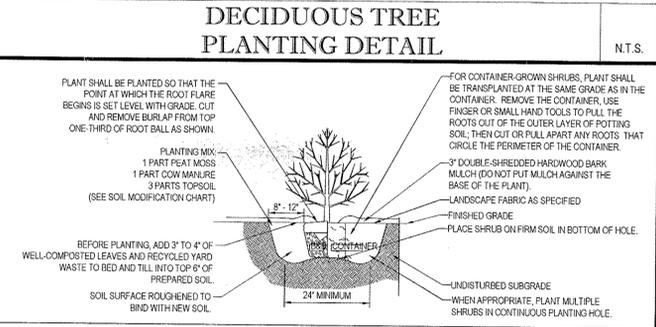 DECIDUOUS TREE
PLANTING DETAIL
N.T.S.
PLANT SHALL BE PLANTED SO THAT THE
POINT AT WHICH THE ROOT FLARE
BEGINS IS SET LEVEL WITH GRADE. CUT
AND REMOVE BURLAP FROM TOP
ONE-THIRD OF ROOT BALL AS SHOWN.
PLANTING MIX:
1 PART PEAT MOSS
1 PART COW MANURE
3 PARTS TOPSOIL
(SEE SOIL MODIFICATION CHART)
8" - 12"
BEFORE PLANTING, ADD 3" TO 4" OF
WELL-COMPOSTED LEAVES AND RECYCLED YARD
WASTE TO BED AND TILL INTO TOP 6" OF
PREPARED SOIL.
SOIL SURFACE ROUGHENED TO
BIND WITH NEW SOIL.
B&B
CONTAINER
24" MINIMUM
FOR CONTAINER-GROWN SHRUBS, PLANT SHALL
BE TRANSPLANTED AT THE SAME GRADE AS IN THE
CONTAINER. REMOVE THE CONTAINER, USE
FINGER OR SMALL HAND TOOLS TO PULL THE
ROOTS OUT OF THE OUTER LAYER OF POTTING
SOIL; THEN CUT OR PULL APART ANY ROOTS THAT
CIRCLE THE PERIMETER OF THE CONTAINER.
3" DOUBLE-SHREDDED HARDWOOD BARK
MULCH (DO NOT PUT MULCH AGAINST THE
BASE OF THE PLANT).
LANDSCAPE FABRIC AS SPECIFIED
FINISHED GRADE
PLACE SHRUB ON FIRM SOIL IN BOTTOM OF HOLE.
UNDISTURBED SUBGRADE
WHEN APPROPRIATE, PLANT MULTIPLE
SHRUBS IN CONTINUOUS PLANTING HOLE.